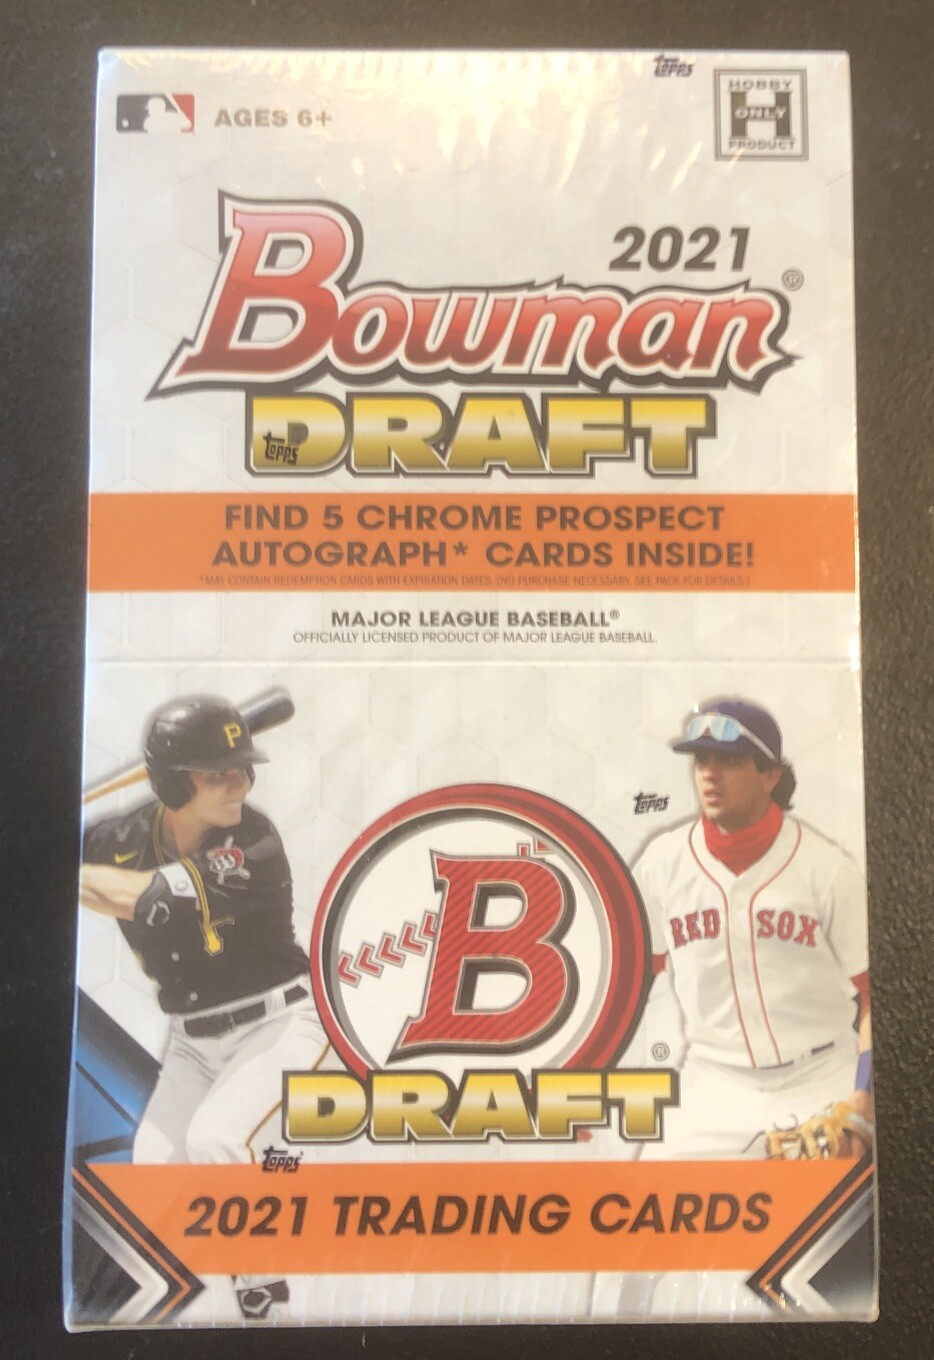 topps
AGES 6+
HOBBY
ONLY
PRODUCT
2021
Bowman®
DRAFT
topps
FIND 5 CHROME PROSPECT
AUTOGRAPH* CARDS INSIDE!
*MAY CONTAIN REDEMPTION CARDS WITH EXPIRATION DATES. (NO PURCHASE NECESSARY. SEE PACK FOR DETAILS.)
MAJOR LEAGUE BASEBALL®
OFFICIALLY LICENSED PRODUCT OF MAJOR LEAGUE BASEBALL.
P
topps
RED SOX
B
®
DRAFT
topps
2021 TRADING CARDS